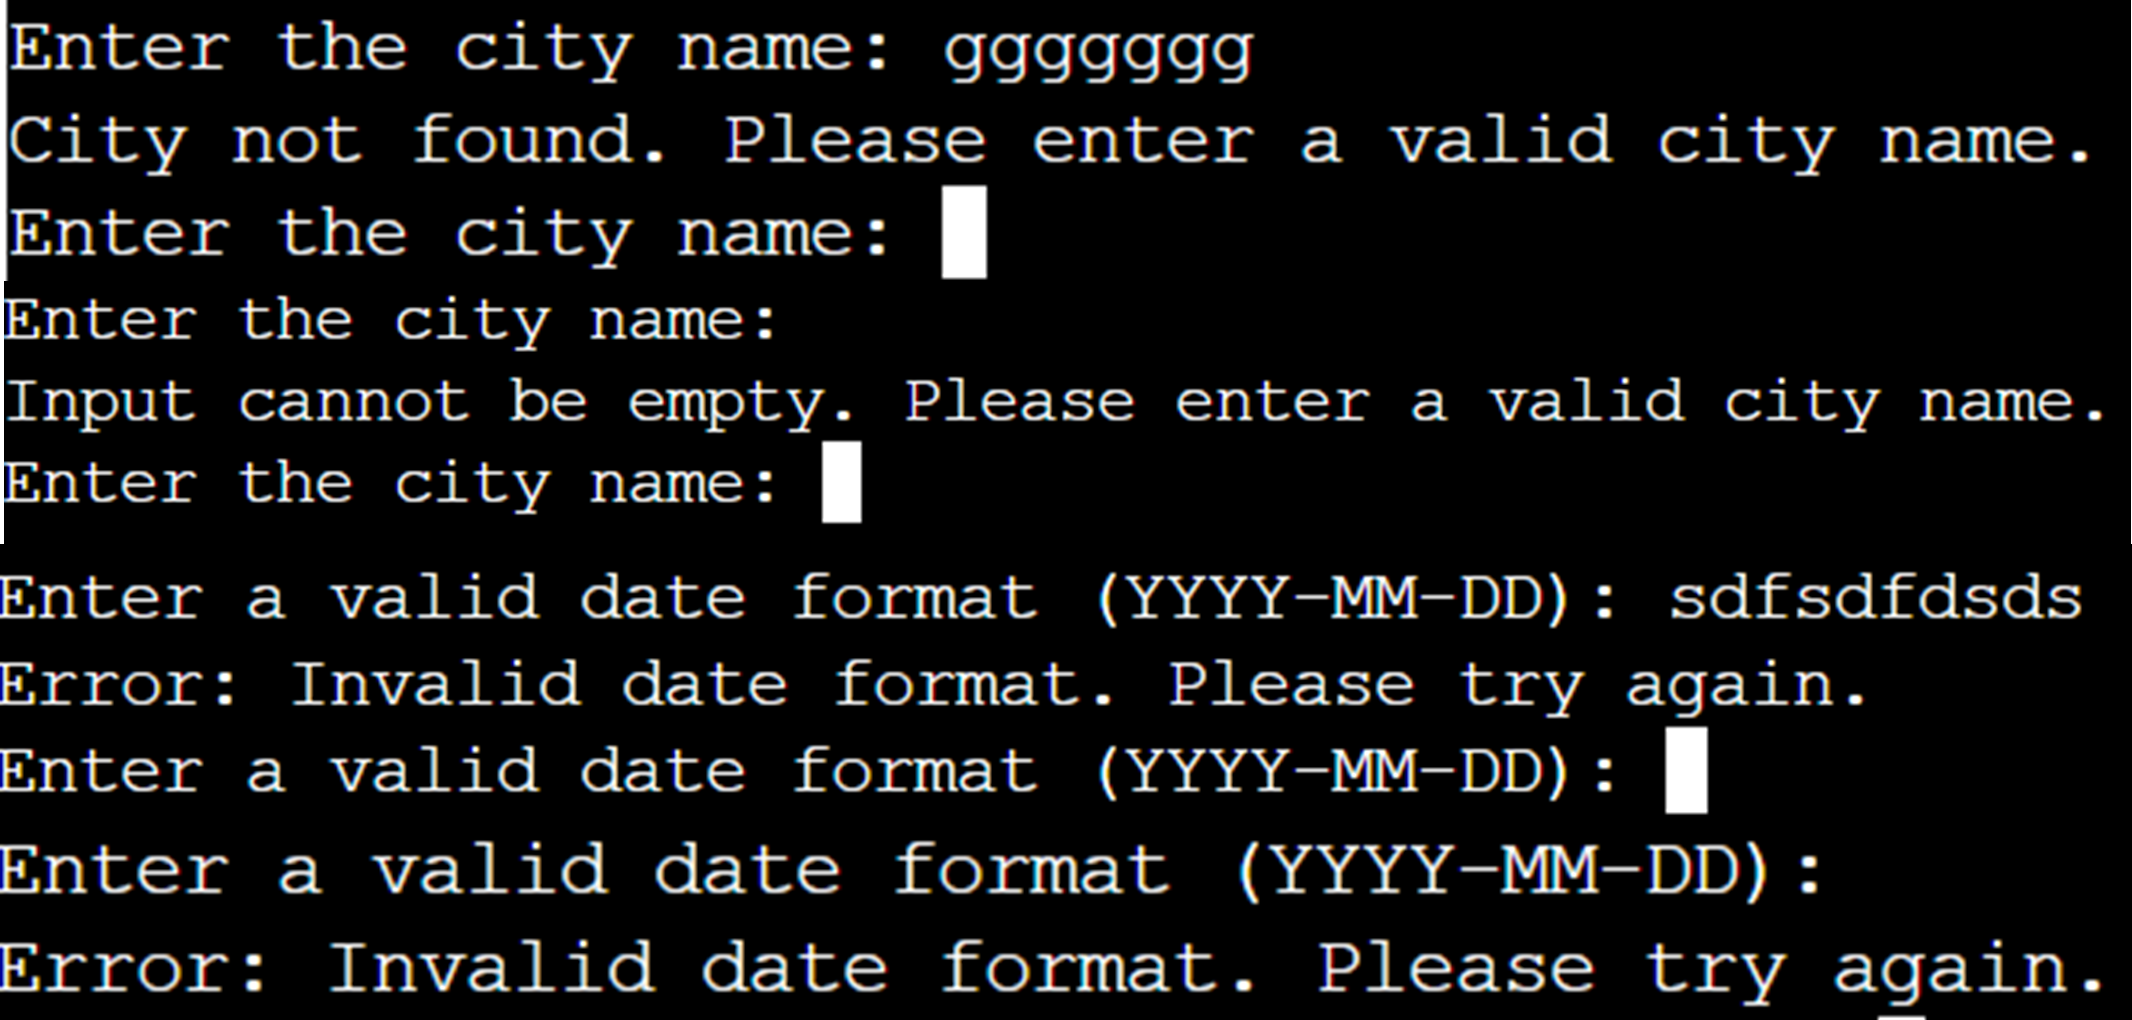 Enter the city name: ggggggg
City not found. Please enter a valid city name.
Enter the city name:
Enter the city name:
Input cannot be empty. Please enter a valid city name.
Enter the city name:
Enter a valid date format (YYYY-MM-DD): sdfsdfdsds
Error: Invalid date format. Please try again.
Enter a valid date format (YYYY-MM-DD):
Enter a valid date format (YYYY-MM-DD):
Error: Invalid date format. Please try again.